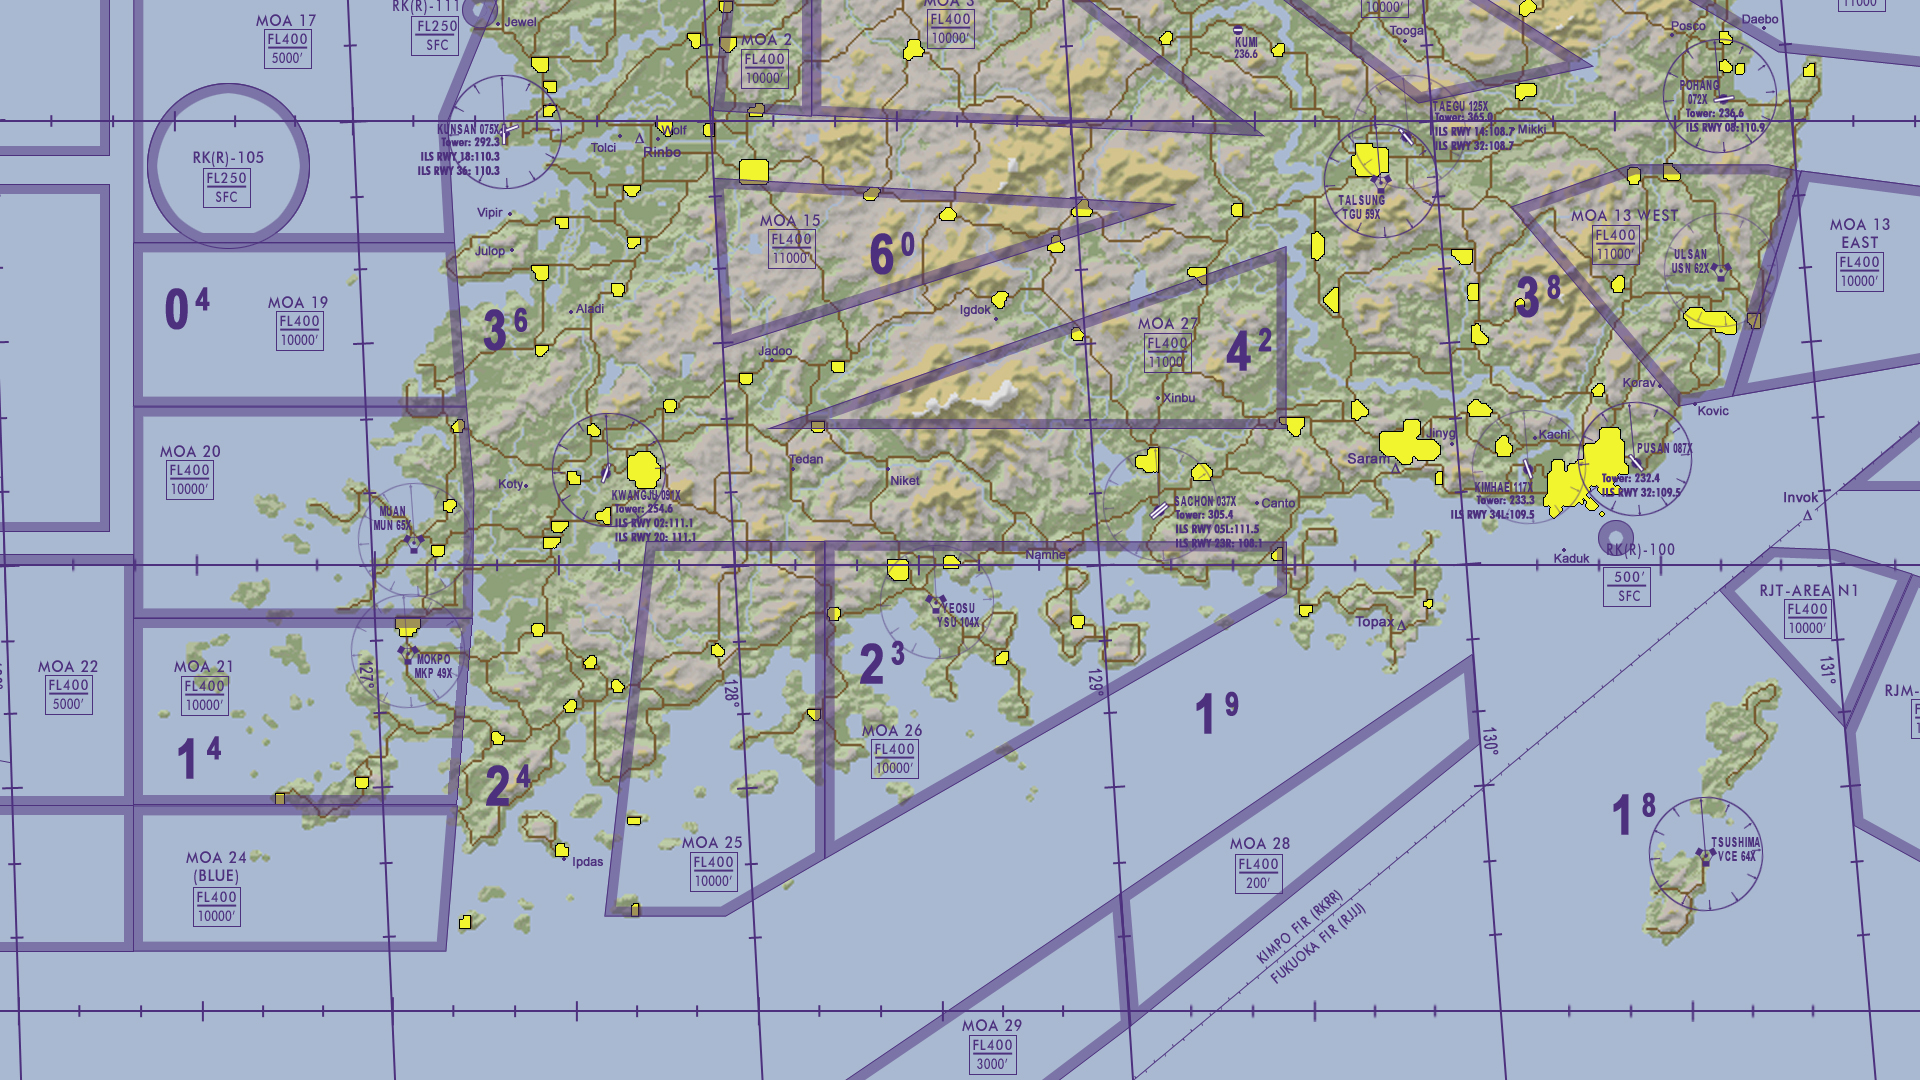 MOA 17
FL400
5000'
RK(R)-111
FL250
SFC
Jewel
MOA 2
FL400
10000'
MOA 3
FL400
10000'
KUMI
236.6
10000'
Tooga
Posco
Daebo
11000'
RK(R)-105
FL250
SFC
KUNSAN 075X
Tower: 292.3
ILS RWY 18:110.3
ILS RWY 36: 110.3
Tolci
Wolf
Rinbo
TAEGU 125X
Tower: 365.0
ILS RWY 14:108.7
ILS RWY 32:108.7
Mikki
POHANG
072X
Tower: 236.6
ILS RWY 08:110.9
TALSUNG
TGU 59X
Vipir
Julop
MOA 15
FL400
11000'
6 0
MOA 13 WEST
FL400
11000'
ULSAN
USN 62X
MOA 13
EAST
FL400
10000'
0 4
MOA 19
FL400
10000'
3 6
Aladi
Igdok
Jadoo
MOA 27
FL400
11000'
4 2
3 8
Xinbu
Korav
Kovic
MOA 20
FL400
10000'
Tedan
Niket
Koty
KWANGJU 091X
Tower: 254.6
ILS RWY 02:111.1
ILS RWY 20: 111.1
MUAN
MUN 65X
SACHON 037X
Tower: 305.4
ILS RWY 05L:111.5
ILS RWY 23R: 108.1
Canto
Namhe
Jinyg
Saram
Kachi
KIMHAE 117X
Tower: 233.3
ILS RWY 34L:109.5
PUSAN 087X
Tower: 232.4
ILS RWY 32:109.5
Invok
Kaduk
RK(R)-100
500'
SFC
RJT-AREA N1
FL400
10000'
YEOSU
YSU 104X
Topax
MOKPO
MKP 49X
MOA 22
FL400
5000'
MOA 21
FL400
10000'
1 4
127°
128°
129°
130°
131°
2 3
MOA 26
FL400
10000'
1 9
RJM-
2 4
1 8
TSUSHIMA
VCE 64X
MOA 24
(BLUE)
FL400
10000'
Ipdas
MOA 25
FL400
10000'
MOA 28
FL400
200'
KIMPO FIR (RKRR)
FUKUOKA FIR (RJJJ)
MOA 29
FL400
3000'